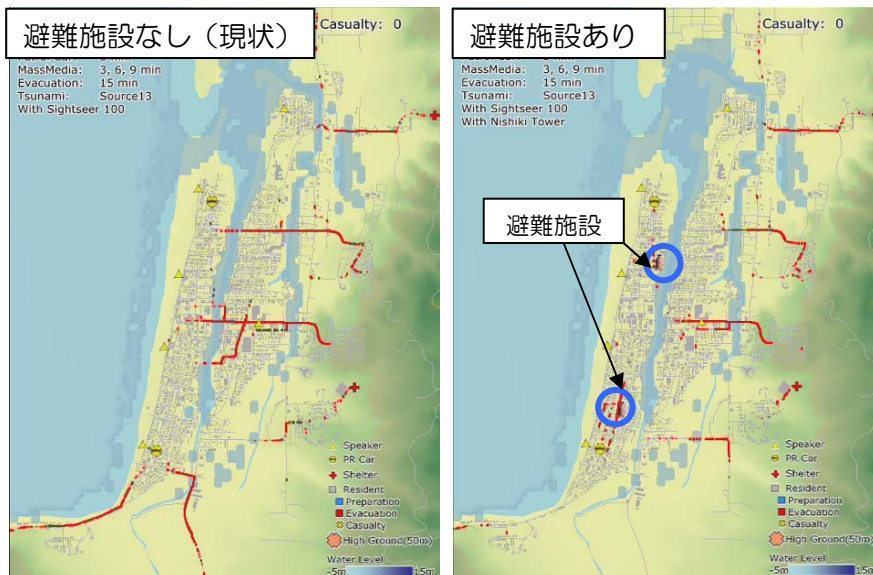 避難施設なし（現状）
Casualty: 0
MassMedia: 3, 6, 9 min
Evacuation: 15 min
Tsunami: Source13
With Sightseer 100
Speaker
PR Car
Shelter
Resident
Preparation
Evacuation
Casualty
High Ground(50m)
Water Level
-5m 15m
避難施設あり
Casualty: 0
MassMedia: 3, 6, 9 min
Evacuation: 15 min
Tsunami: Source13
With Sightseer 100
With Nishiki Tower
避難施設
Speaker
PR Car
Shelter
Resident
Preparation
Evacuation
Casualty
High Ground(50m)
Water Level
-5m 15m